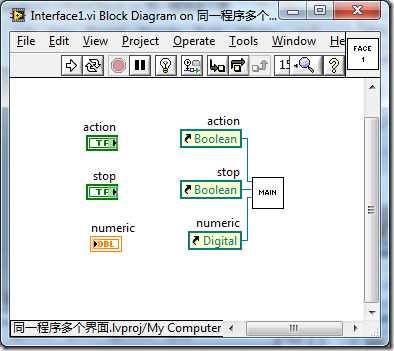 Interface1.vi Block Diagram on 同一程序多个...
File Edit View Project Operate Tools Window He
FACE
1
15
action
TF
stop
TF
numeric
DBL
action
Boolean
stop
Boolean
numeric
Digital
MAIN
同一程序多个界面.lvproj/My Computer